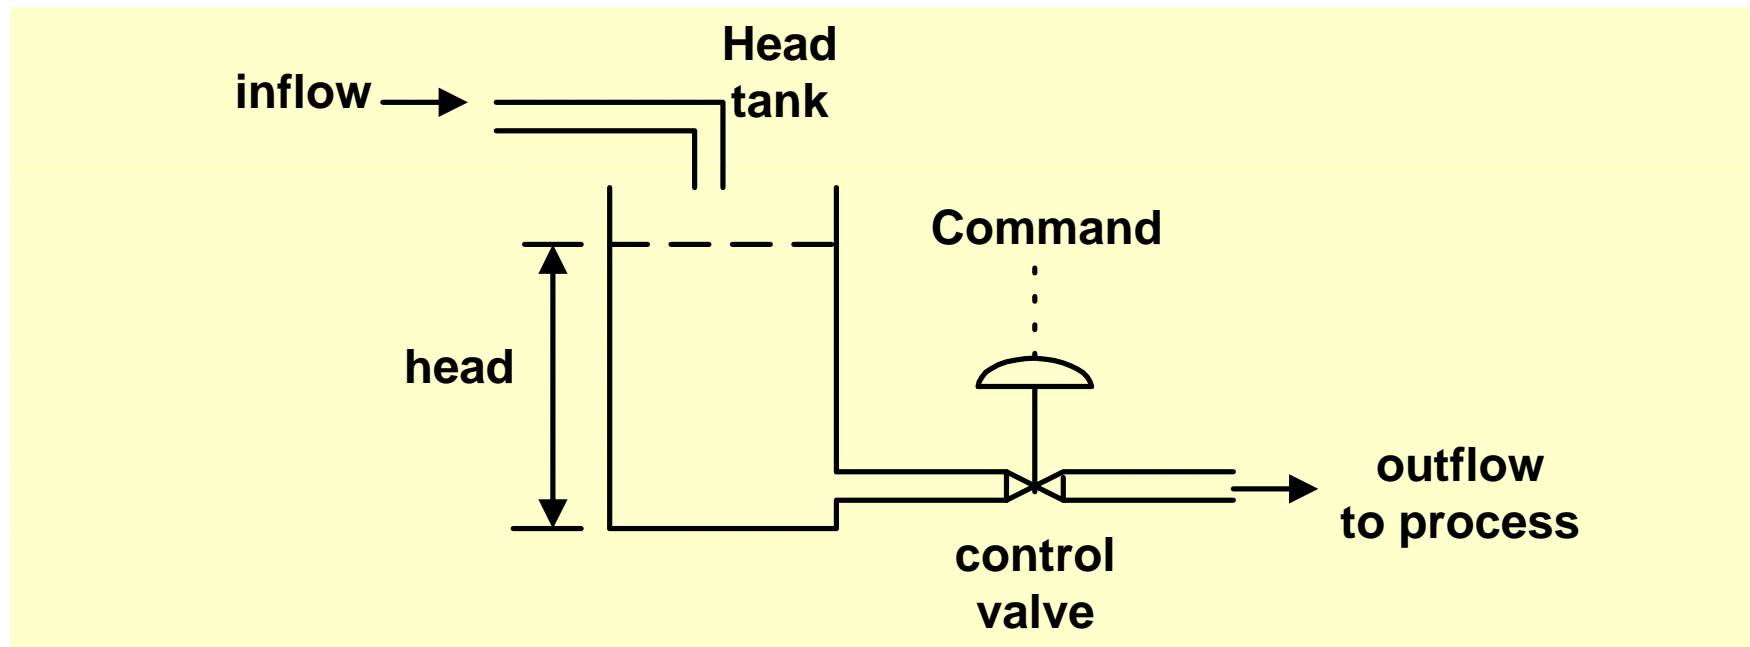 Head
tank
inflow
Command
head
outflow
to process
control
valve